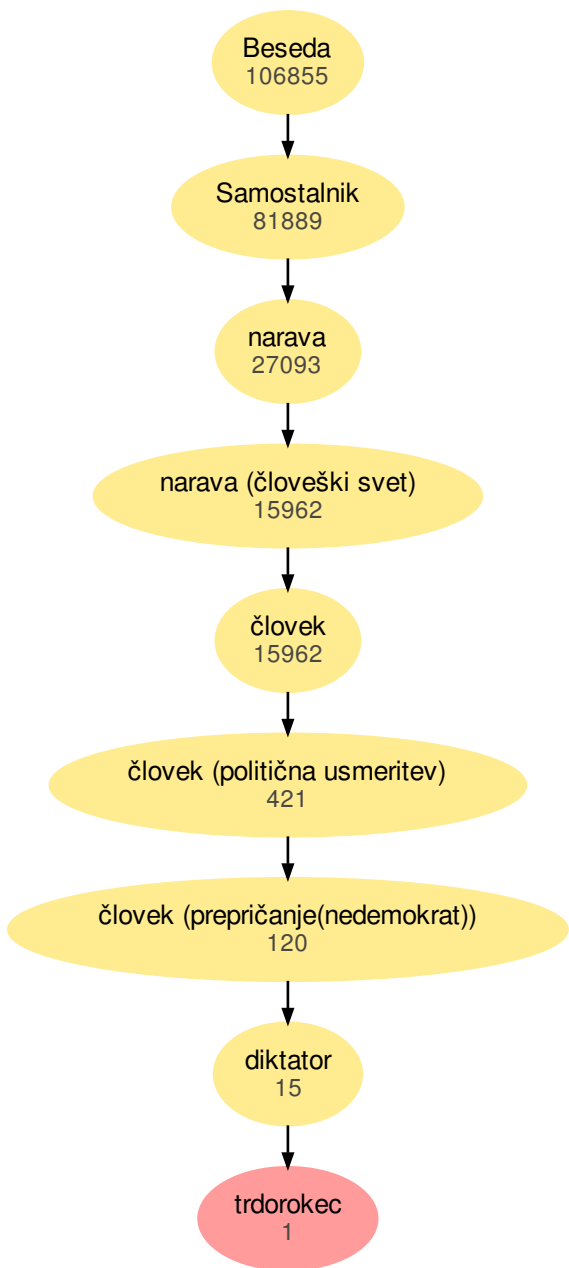 Beseda
106855
Samostalnik
81889
narava
27093
narava (človeški svet)
15962
človek
15962
človek (politična usmeritev)
421
človek (prepričanje(nedemokrat))
120
diktator
15
trdorokec
1